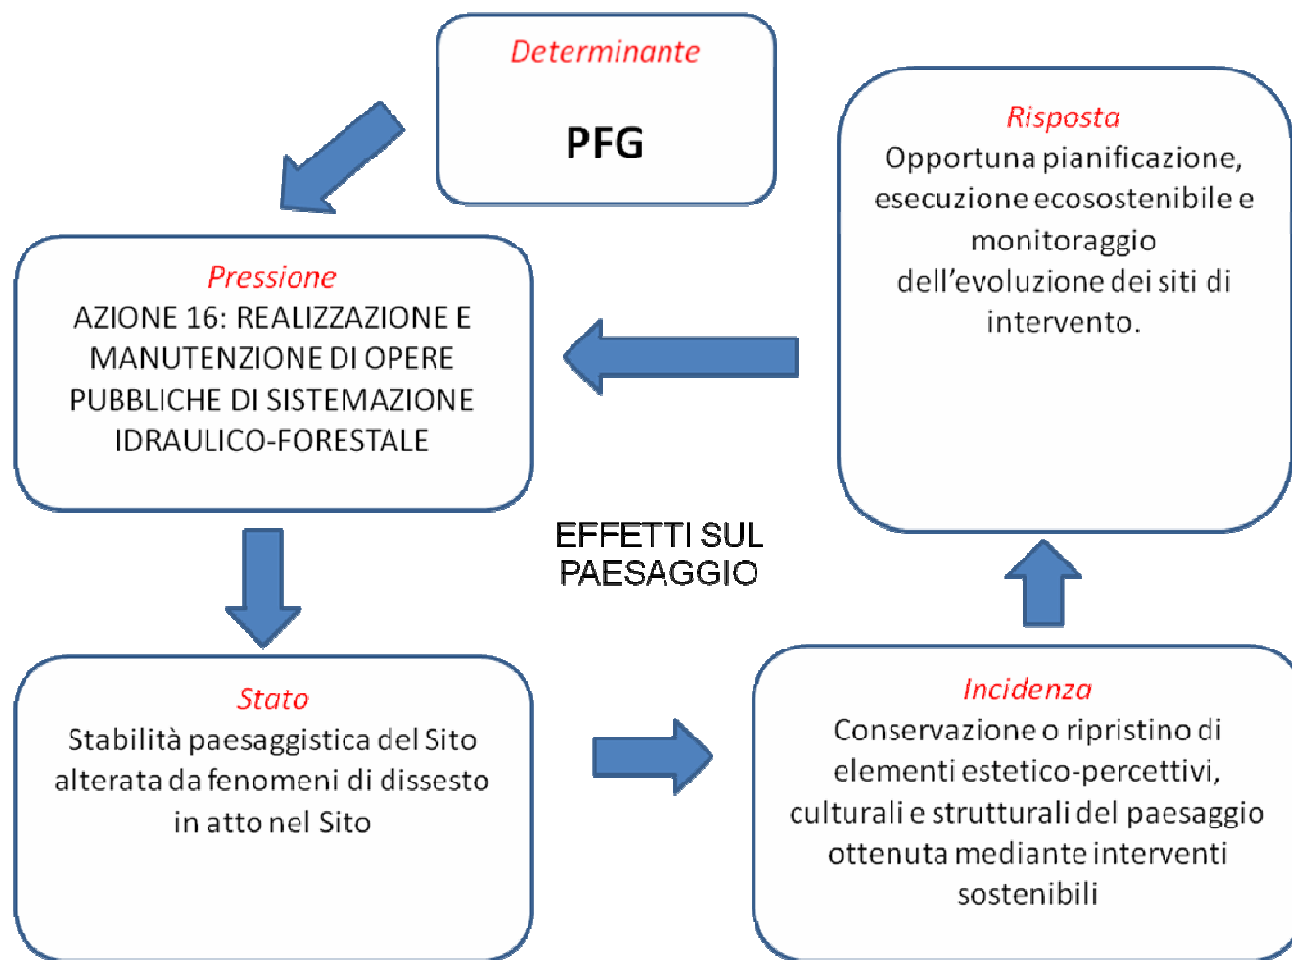 Determinante
PFG
Pressione
AZIONE 16: REALIZZAZIONE E
MANUTENZIONE DI OPERE
PUBBLICHE DI SISTEMAZIONE
IDRAULICO-FORESTALE
Risposta
Opportuna pianificazione,
esecuzione ecosostenibile e
monitoraggio
dell’evoluzione dei siti di
intervento.
EFFETTI SUL
PAESAGGIO
Stato
Stabilità paesaggistica del Sito
alterata da fenomeni di dissesto
in atto nel Sito
Incidenza
Conservazione o ripristino di
elementi estetico-percettivi,
culturali e strutturali del paesaggio
ottenuta mediante interventi
sostenibili